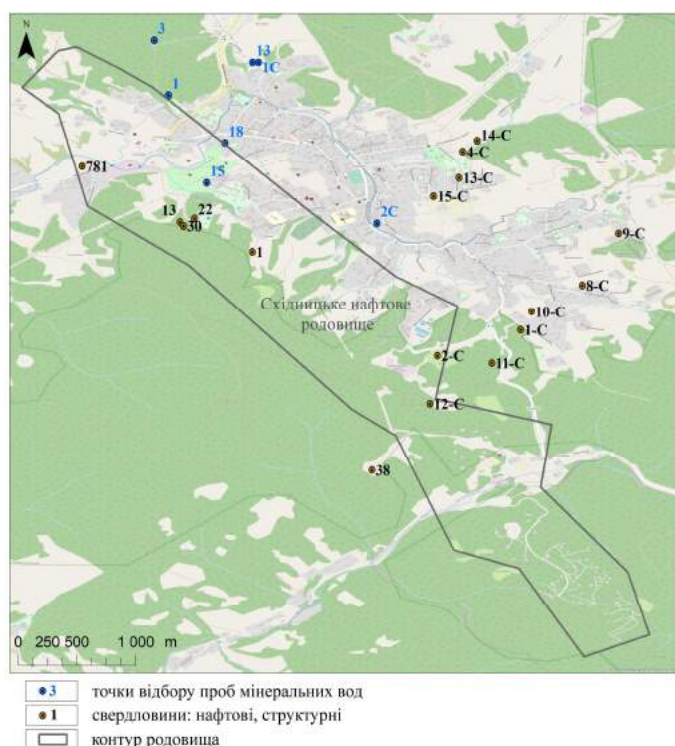 N
3
13
1С
1
18
14-С
4-С
781
15
13-С
15-С
13
22
30
2С
9-С
1
8-С
Східницьке нафтове
родовище
10-С
1-С
2-С
11-С
12-С
38
0 250 500 1 000 m
3 точки відбору проб мінеральних вод
1 свердловини: нафтові, структурні
контур родовища